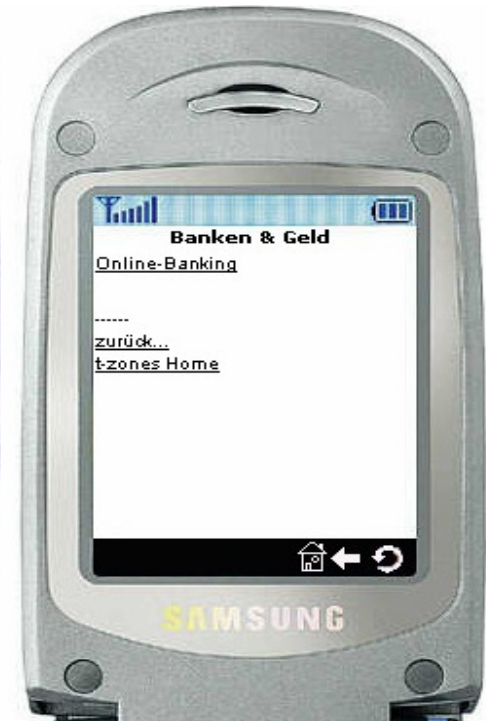 Banken & Geld
Online-Banking
------
zurück...
t-zones Home
SAMSUNG